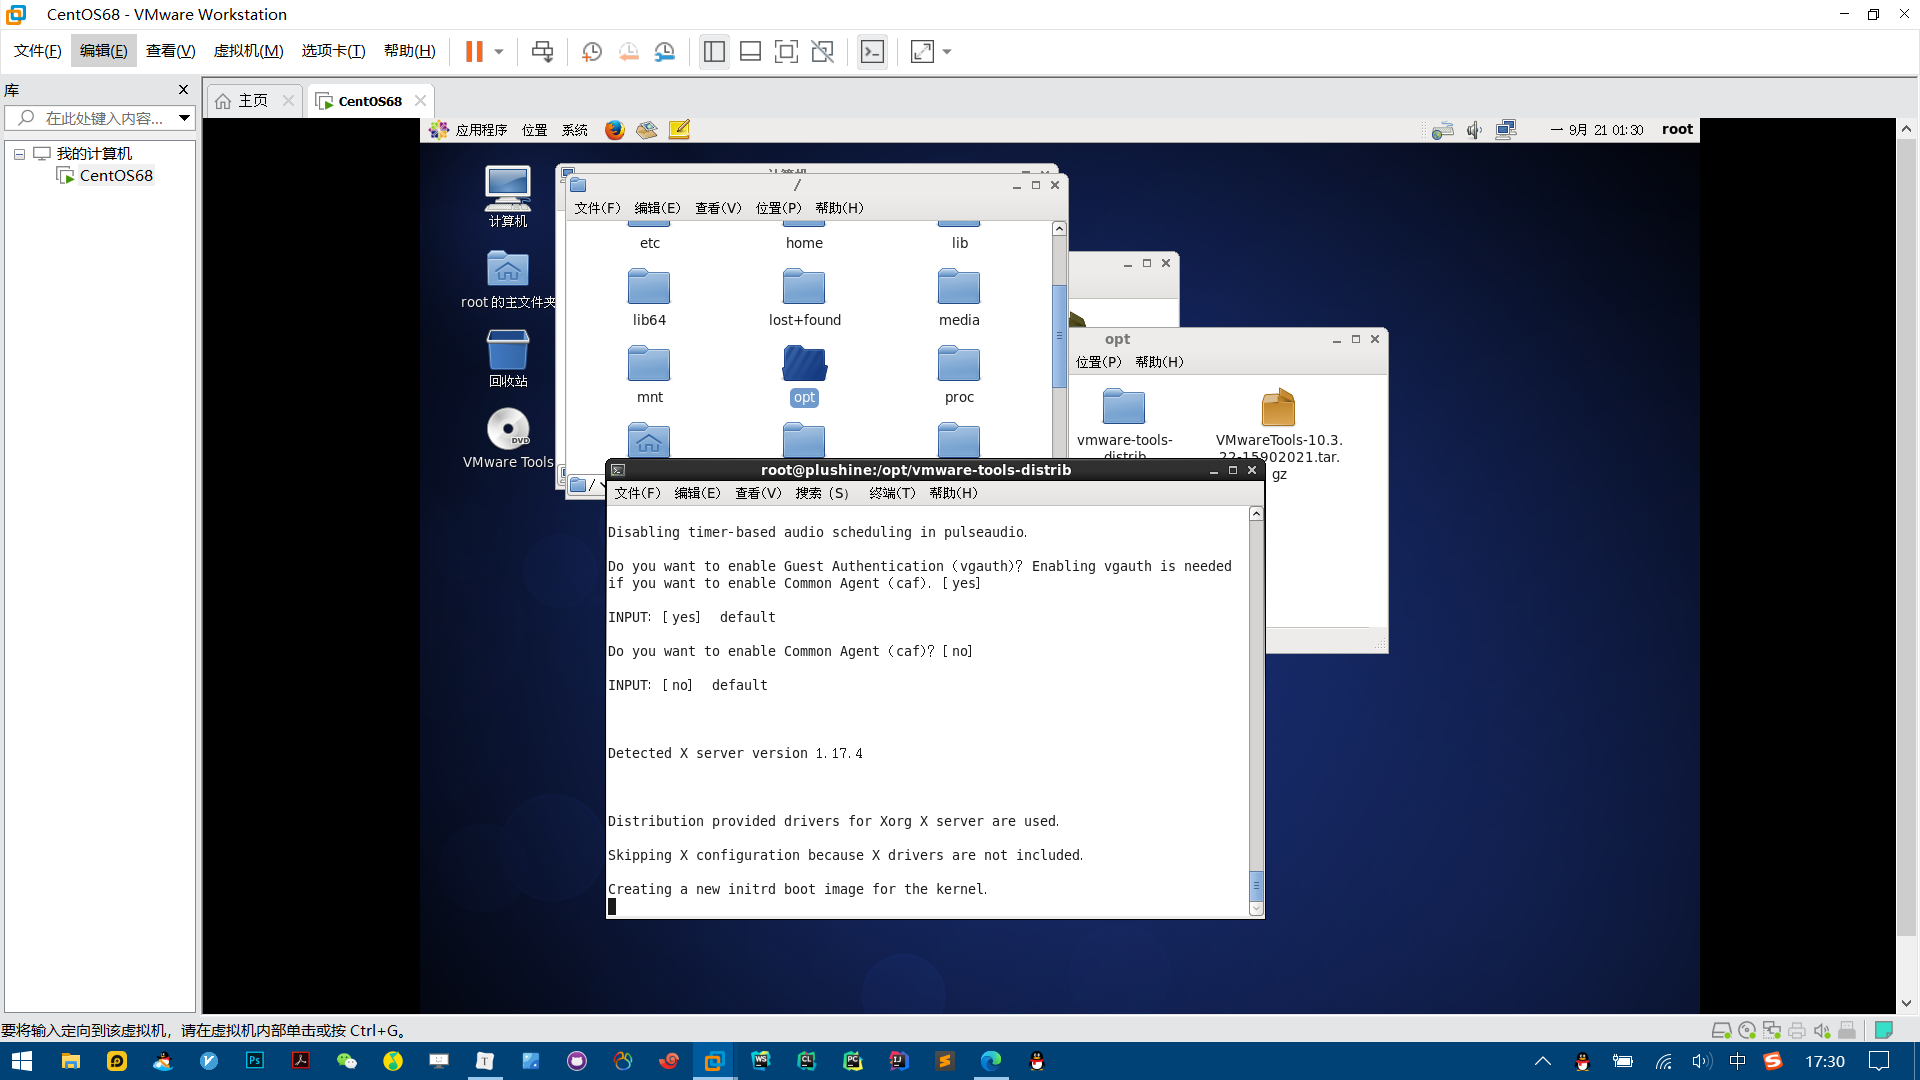 CentOS68 - VMware Workstation
文件(F) 编辑(E) 查看(V) 虚拟机(M) 选项卡(T) 帮助(H)
库
在此处键入内容...
我的计算机
CentOS68
主页
CentOS68
应用程序 位置 系统
一 9月 21 01:30 root
计算机
root 的主文件夹
回收站
DVD
VMware Tools
计算机
/
文件(F) 编辑(E) 查看(V) 位置(P) 帮助(H)
etc home lib
lib64 lost+found media
mnt opt proc
/
opt
位置(P) 帮助(H)
vmware-tools-
distrib
VMwareTools-10.3.
22-15902021.tar.
gz
root@plushine:/opt/vmware-tools-distrib
文件(F) 编辑(E) 查看(V) 搜索 (S) 终端(T) 帮助(H)
Disabling timer-based audio scheduling in pulseaudio.
Do you want to enable Guest Authentication (vgauth)? Enabling vgauth is needed
if you want to enable Common Agent (caf). [yes]
INPUT: [yes]  default
Do you want to enable Common Agent (caf)? [no]
INPUT: [no]  default
Detected X server version 1.17.4
Distribution provided drivers for Xorg X server are used.
Skipping X configuration because X drivers are not included.
Creating a new initrd boot image for the kernel.
要将输入定向到该虚拟机，请在虚拟机内部单击或按 Ctrl+G。
Ps
T
WS
CL
PC
IJ
中
17:30